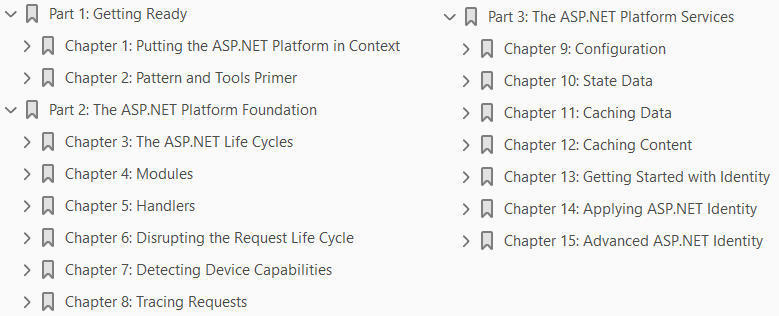 Part 1: Getting Ready
Chapter 1: Putting the ASP.NET Platform in Context
Chapter 2: Pattern and Tools Primer
Part 2: The ASP.NET Platform Foundation
Chapter 3: The ASP.NET Life Cycles
Chapter 4: Modules
Chapter 5: Handlers
Chapter 6: Disrupting the Request Life Cycle
Chapter 7: Detecting Device Capabilities
Chapter 8: Tracing Requests
Part 3: The ASP.NET Platform Services
Chapter 9: Configuration
Chapter 10: State Data
Chapter 11: Caching Data
Chapter 12: Caching Content
Chapter 13: Getting Started with Identity
Chapter 14: Applying ASP.NET Identity
Chapter 15: Advanced ASP.NET Identity